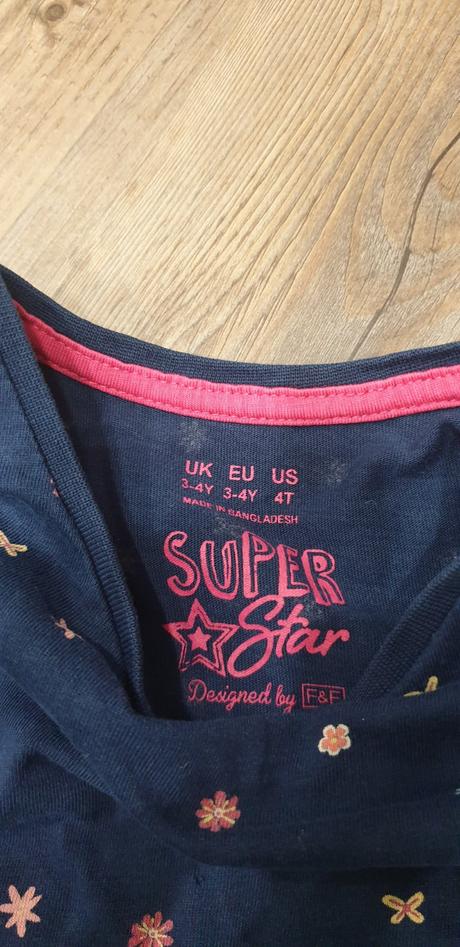 UK EU US
3-4Y 3-4Y 4T
MADE IN BANGLADESH
SUPER
Star
Designed by F&F